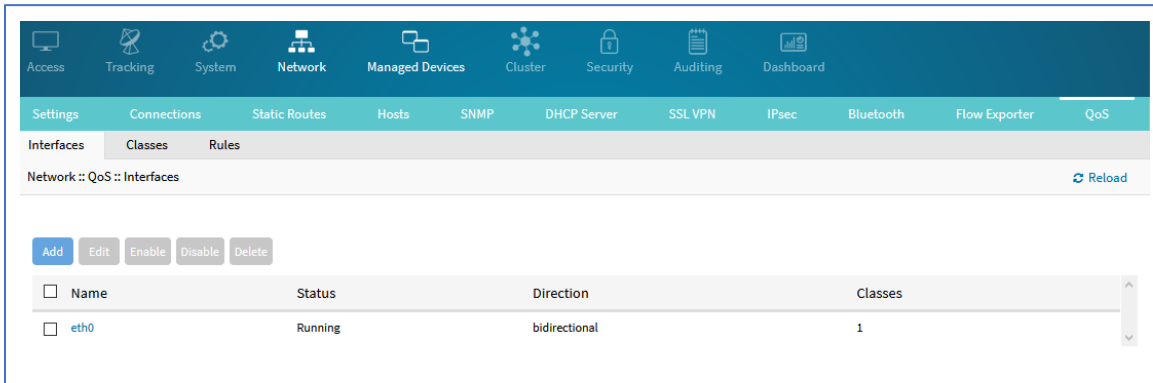 Access Tracking System Network Managed Devices Cluster Security Auditing Dashboard
Settings Connections Static Routes Hosts SNMP DHCP Server SSL VPN IPsec Bluetooth Flow Exporter QoS
Interfaces Classes Rules
Network :: QoS :: Interfaces Reload
Add Edit Enable Disable Delete
Name Status Direction Classes
eth0 Running bidirectional 1